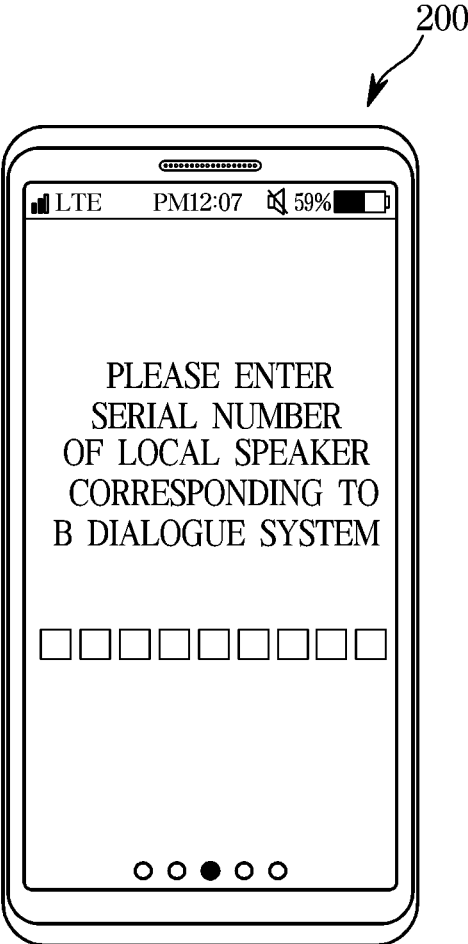 200
LTE PM12:07 59%
PLEASE ENTER
SERIAL NUMBER
OF LOCAL SPEAKER
CORRESPONDING TO
B DIALOGUE SYSTEM